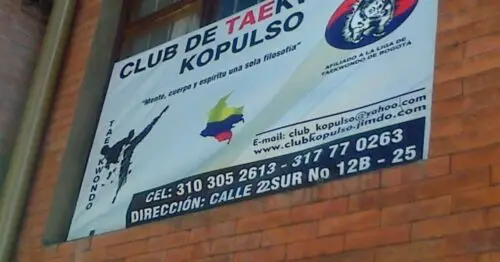 CLUB DE TAEK
KOPULSO
"Mente, cuerpo y espíritu una sola filosofía"
AFILIADO A LA LIGA DE
TAEKWONDO DE BOGOTA
TAEKWONDO
E-mail: club_kopulso@yahoo.com
www.clubkopulso-jimdo.com
CEL: 310 305 2613 - 317 77 0263
DIRECCIÓN: CALLE 22SUR No 12B - 25